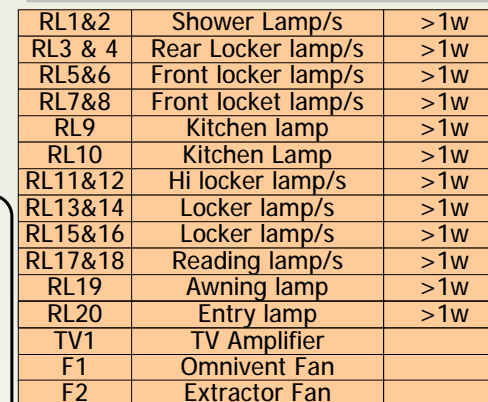 RL1&2 Shower Lamp/s >1w
RL3 & 4 Rear Locker lamp/s >1w
RL5&6 Front locker lamp/s >1w
RL7&8 Front locket lamp/s >1w
RL9 Kitchen lamp >1w
RL10 Kitchen Lamp >1w
RL11&12 Hi locker lamp/s >1w
RL13&14 Locker lamp/s >1w
RL15&16 Locker lamp/s >1w
RL17&18 Reading lamp/s >1w
RL19 Awning lamp >1w
RL20 Entry lamp >1w
TV1 TV Amplifier
F1 Omnivent Fan
F2 Extractor Fan